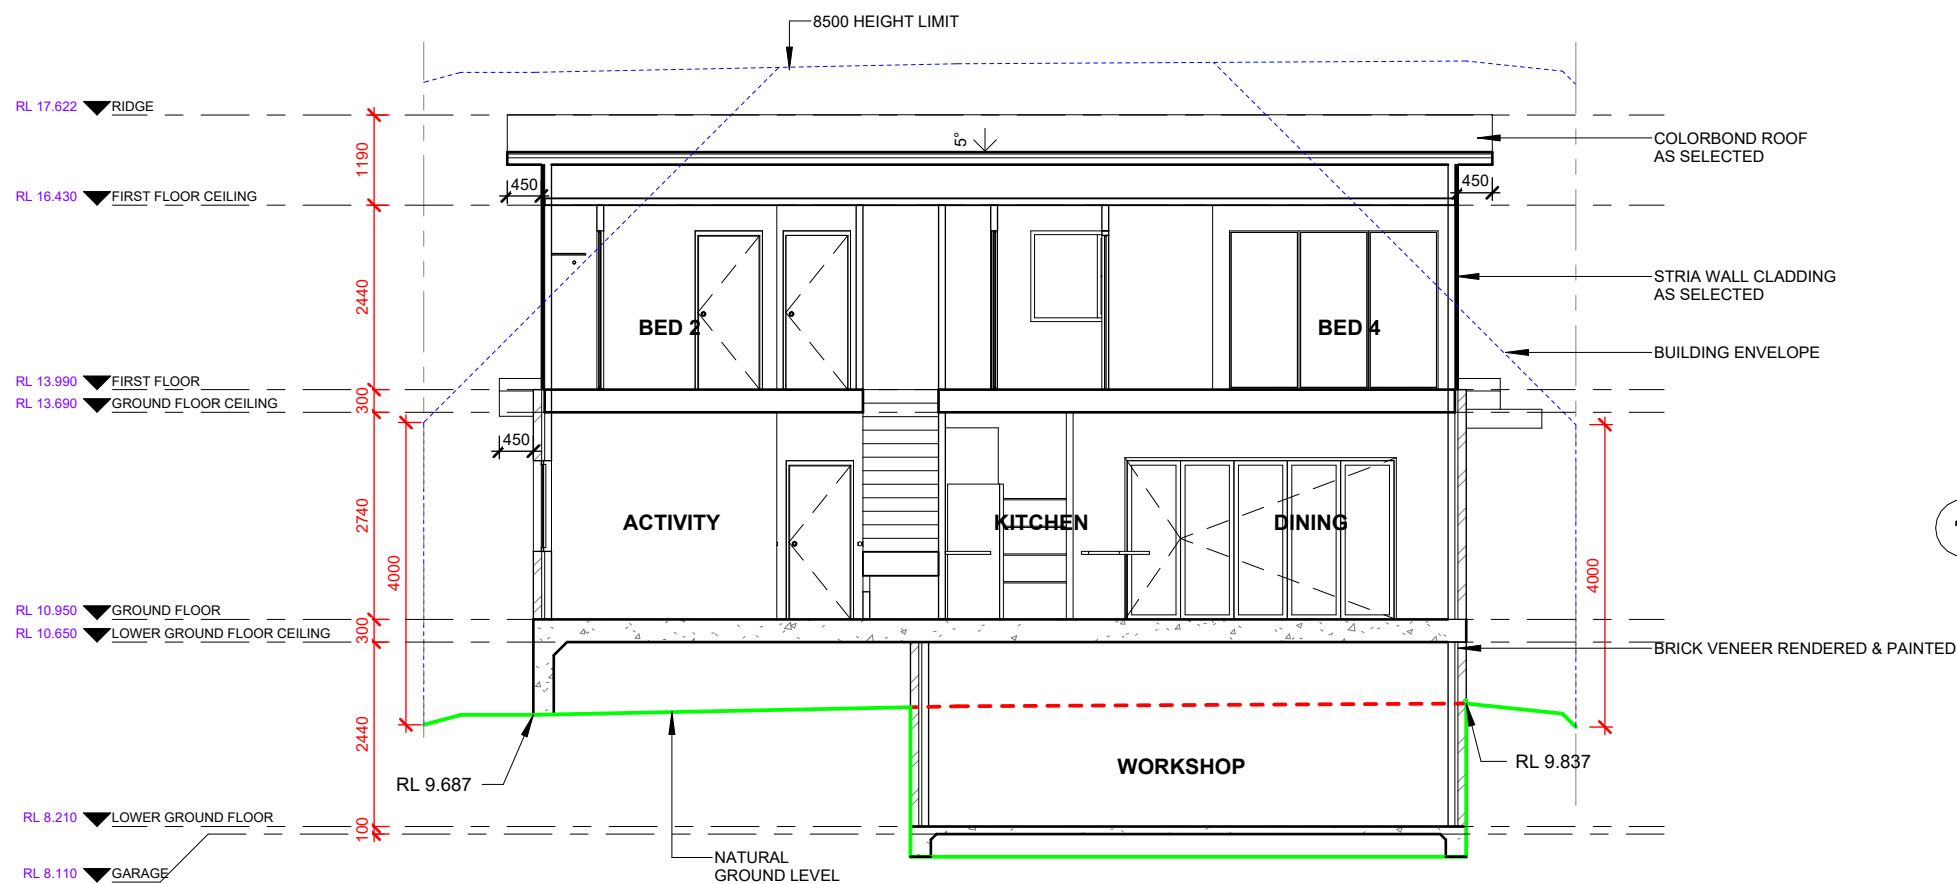 8500 HEIGHT LIMIT
RL 17.622 RIDGE
COLORBOND ROOF
AS SELECTED
5°
1190
450
450
RL 16.430 FIRST FLOOR CEILING
STRIA WALL CLADDING
AS SELECTED
2440
BED 2
BED 4
BUILDING ENVELOPE
RL 13.990 FIRST FLOOR
300
RL 13.690 GROUND FLOOR CEILING
450
2740
ACTIVITY
KITCHEN
DINING
4000
4000
RL 10.950 GROUND FLOOR
300
RL 10.650 LOWER GROUND FLOOR CEILING
BRICK VENEER RENDERED & PAINTED
2440
RL 9.687
WORKSHOP
RL 9.837
RL 8.210 LOWER GROUND FLOOR
100
NATURAL
GROUND LEVEL
RL 8.110 GARAGE